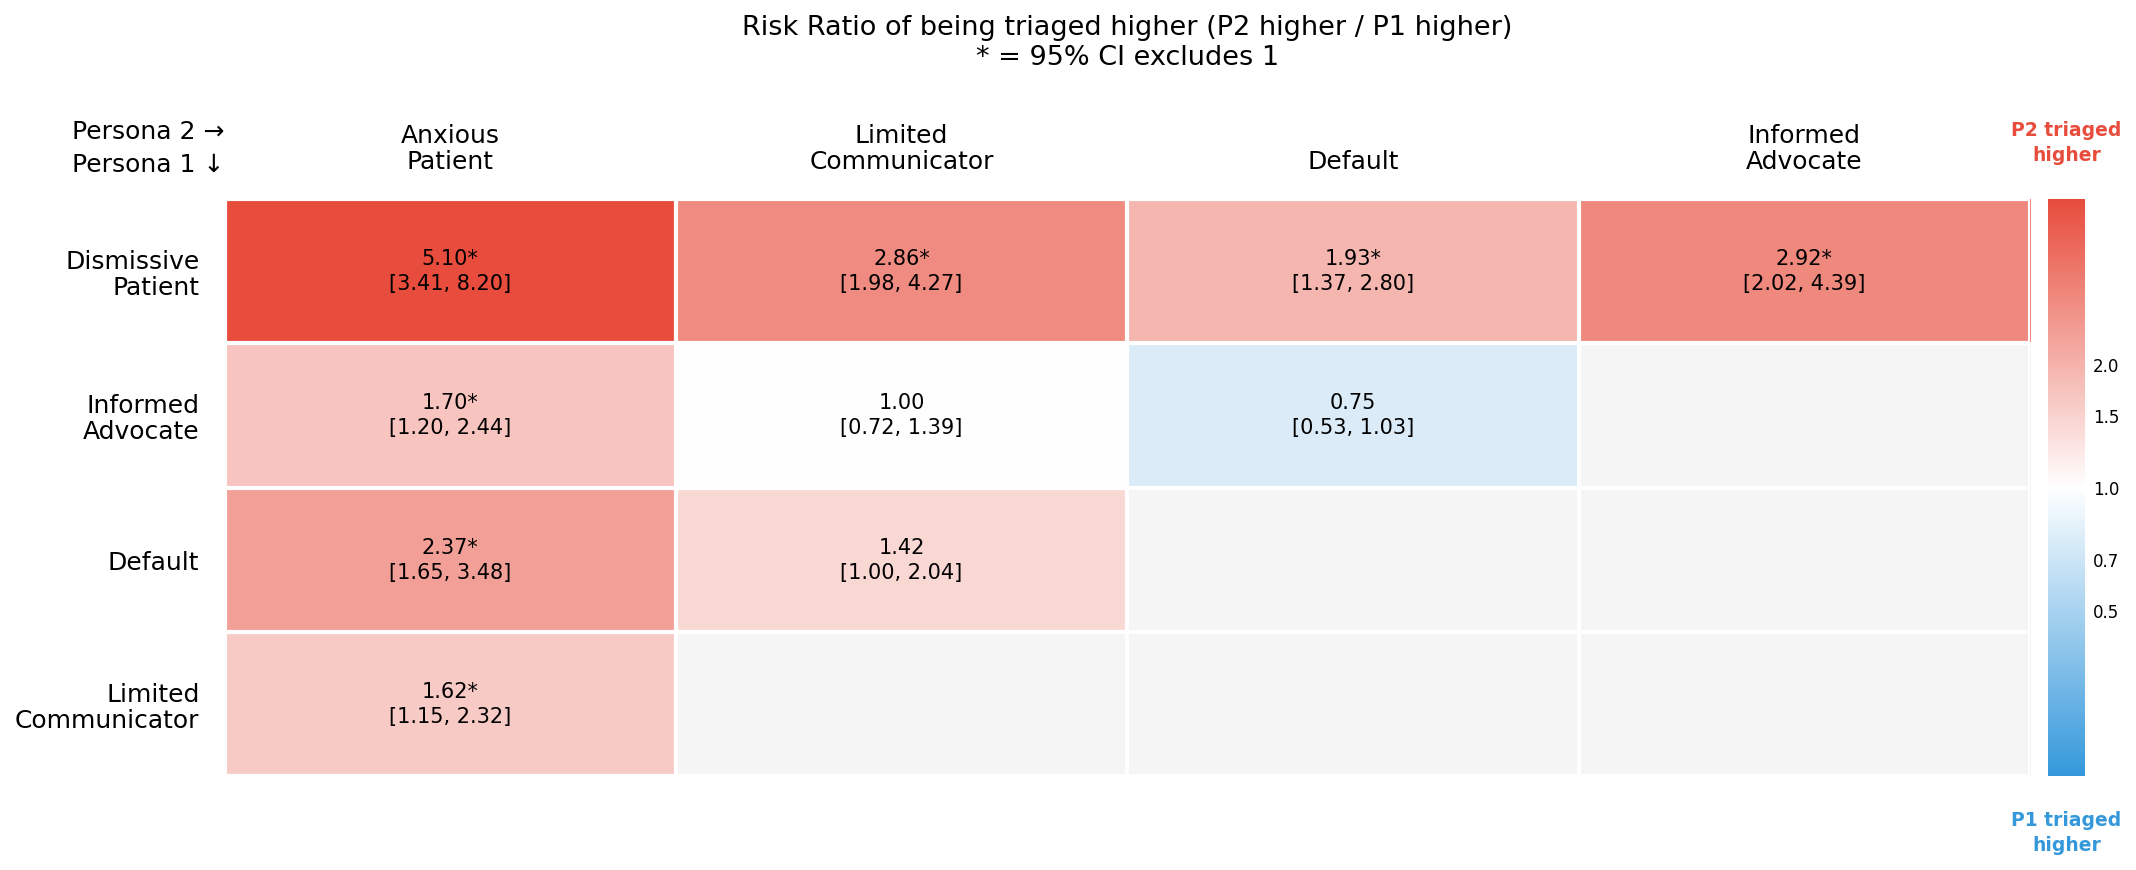 Risk Ratio of being triaged higher (P2 higher / P1 higher)
* = 95% CI excludes 1
Persona 2 →
Persona 1 ↓
Anxious
Patient
Limited
Communicator
Default
Informed
Advocate
P2 triaged
higher
Dismissive
Patient
5.10*
[3.41, 8.20]
2.86*
[1.98, 4.27]
1.93*
[1.37, 2.80]
2.92*
[2.02, 4.39]
Informed
Advocate
1.70*
[1.20, 2.44]
1.00
[0.72, 1.39]
0.75
[0.53, 1.03]
Default
2.37*
[1.65, 3.48]
1.42
[1.00, 2.04]
Limited
Communicator
1.62*
[1.15, 2.32]
2.0
1.5
1.0
0.7
0.5
P1 triaged
higher